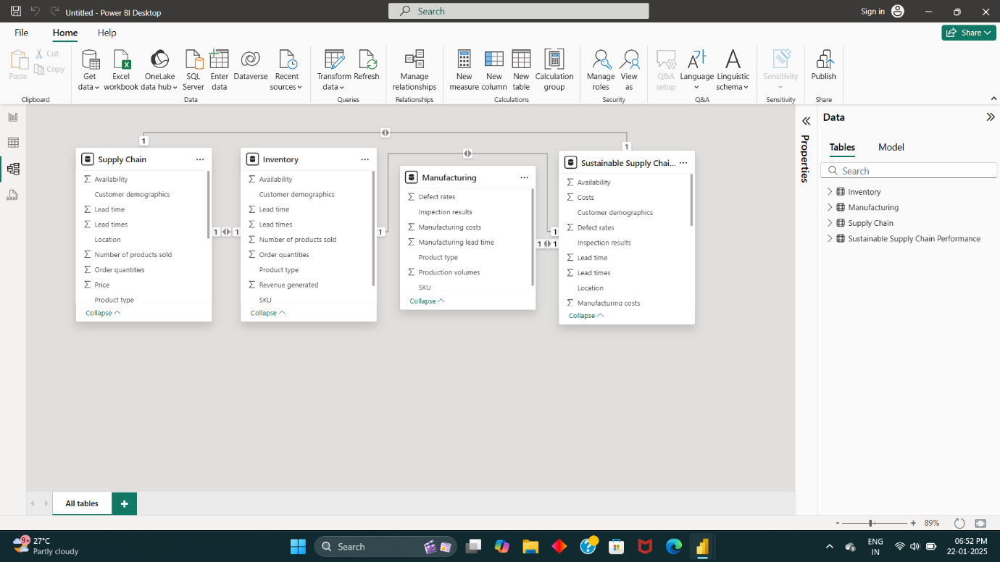 Untitled - Power BI Desktop
Search
Sign in
File
Home
Help
Share
Paste
Cut
Copy
Clipboard
Get data
Excel workbook
OneLake data hub
SQL Server
Enter data
Dataverse
Recent sources
Data
Transform data
Refresh
Queries
Manage relationships
Relationships
New measure
New column
New table
Calculation group
Calculations
Manage roles
View as
Security
Q&A setup
Language
Linguistic schema
Q&A
Sensitivity
Sensitivity
Publish
Share
1
1
Supply Chain
Σ Availability
Customer demographics
Σ Lead time
Σ Lead times
Location
Σ Number of products sold
Σ Order quantities
Σ Price
Product type
Collapse
1
1
Inventory
Σ Availability
Customer demographics
Σ Lead time
Σ Lead times
Σ Number of products sold
Σ Order quantities
Product type
Σ Revenue generated
SKU
Collapse
1
Manufacturing
Σ Defect rates
Inspection results
Σ Manufacturing costs
Σ Manufacturing lead time
Product type
Σ Production volumes
SKU
Collapse
1
1
1
Sustainable Supply Chai...
Σ Availability
Σ Costs
Customer demographics
Σ Defect rates
Inspection results
Σ Lead time
Σ Lead times
Location
Σ Manufacturing costs
Collapse
Properties
Data
Tables
Model
Search
Inventory
Manufacturing
Supply Chain
Sustainable Supply Chain Performance
All tables
+
- + 89%
9+
27°C
Partly cloudy
Search
ENG
IN
06:52 PM
22-01-2025